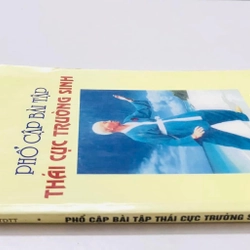 PHỔ CẬP BÀI TẬP
THÁI CỰC TRƯỜNG SINH
PHỔ CẬP BÀI TẬP THÁI CỰC TRƯỜNG S